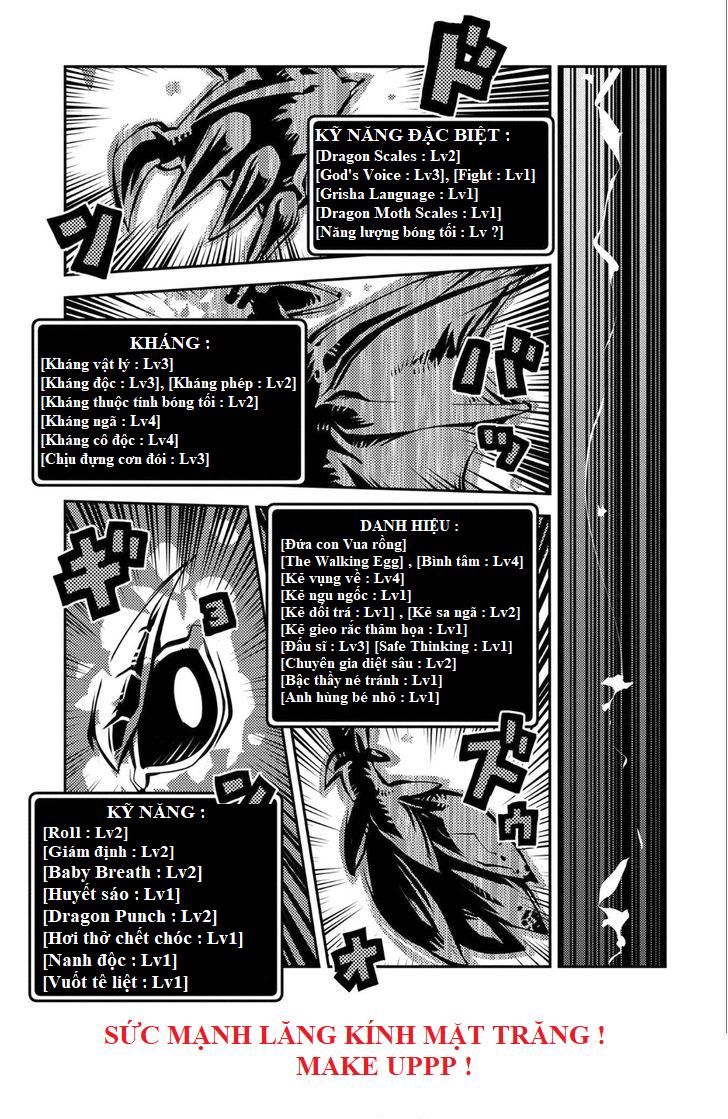 ドド
KỸ NĂNG ĐẶC BIỆT :
[Dragon Scales : Lv2]
[God's Voice : Lv3], [Fight : Lv1]
[Grisha Language : Lv1]
[Dragon Moth Scales : Lv1]
[Năng lượng bóng tối : Lv ?]
KHÁNG :
[Kháng vật lý : Lv3]
[Kháng độc : Lv3], [Kháng phép : Lv2]
[Kháng thuộc tính bóng tối : Lv2]
[Kháng ngã : Lv4]
[Kháng cô độc : Lv4]
[Chịu đựng cơn đói : Lv3]
DANH HIỆU :
[Đứa con Vua rồng]
[The Walking Egg] , [Bình tâm : Lv4]
[Kẻ vụng về : Lv4]
[Kẻ ngu ngốc : Lv1]
[Kẻ dối trá : Lv1] , [Kẻ sa ngã : Lv2]
[Kẻ gieo rắc thảm họa : Lv1]
[Đấu sĩ : Lv3] [Safe Thinking : Lv1]
[Chuyên gia diệt sâu : Lv2]
[Bậc thầy né tránh : Lv1]
[Anh hùng bé nhỏ : Lv1]
KỸ NĂNG :
[Roll : Lv2]
[Giám định : Lv2]
[Baby Breath : Lv2]
[Huyết sáo : Lv1]
[Dragon Punch : Lv2]
[Hơi thở chết chóc : Lv1]
[Nanh độc : Lv1]
[Vuốt tê liệt : Lv1]
SỨC MẠNH LĂNG KÍNH MẶT TRĂNG !
MAKE UPPP !